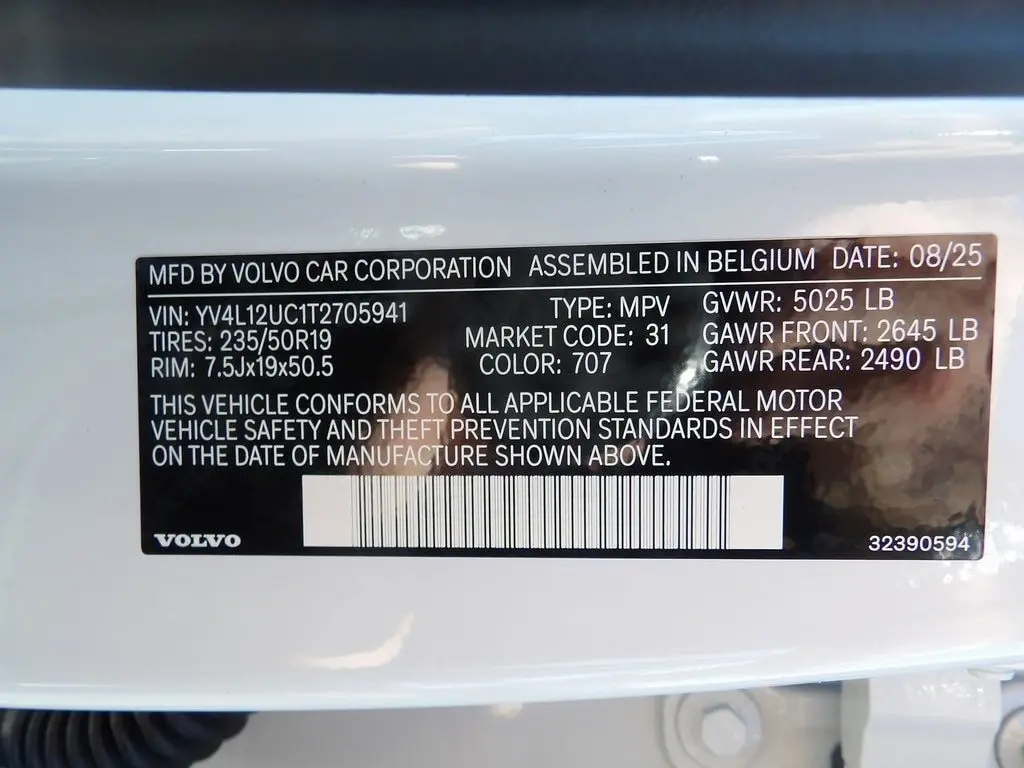 MFD BY VOLVO CAR CORPORATION ASSEMBLED IN BELGIUM DATE: 08/25
VIN: YV4L12UC1T2705941 TYPE: MPV GVWR: 5025 LB
TIRES: 235/50R19 MARKET CODE: 31 GAWR FRONT: 2645 LB
RIM: 7.5Jx19x50.5 COLOR: 707 GAWR REAR: 2490 LB
THIS VEHICLE CONFORMS TO ALL APPLICABLE FEDERAL MOTOR
VEHICLE SAFETY AND THEFT PREVENTION STANDARDS IN EFFECT
ON THE DATE OF MANUFACTURE SHOWN ABOVE.
VOLVO 32390594